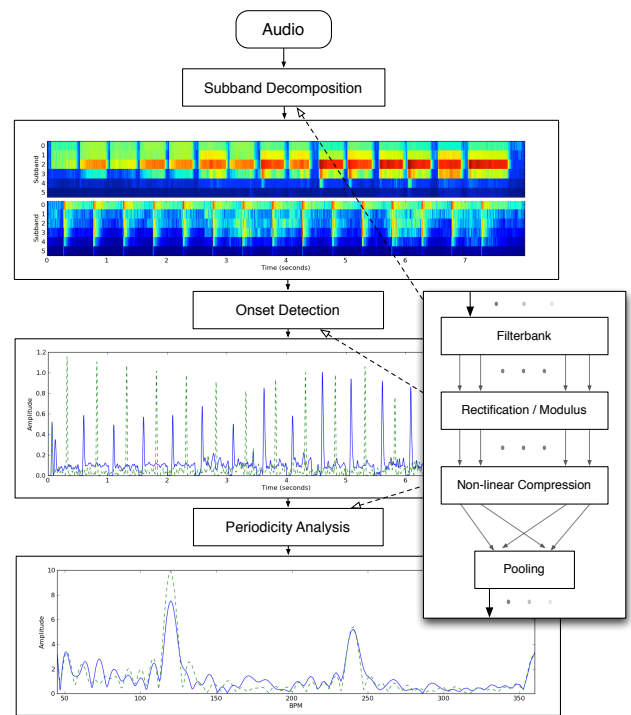 Audio
Subband Decomposition
Subband
0
1
2
3
4
5
Subband
0
1
2
3
4
5
0 1 2 3 4 5 6 7
Time (seconds)
Onset Detection
Amplitude
1.2
1.0
0.8
0.6
0.4
0.2
0.0
0 1 2 3 4 5 6
Time (seconds)
Periodicity Analysis
Amplitude
10
8
6
4
2
0
50 100 150 200 250 300 350
BPM
Filterbank
Rectification / Modulus
Non-linear Compression
Pooling